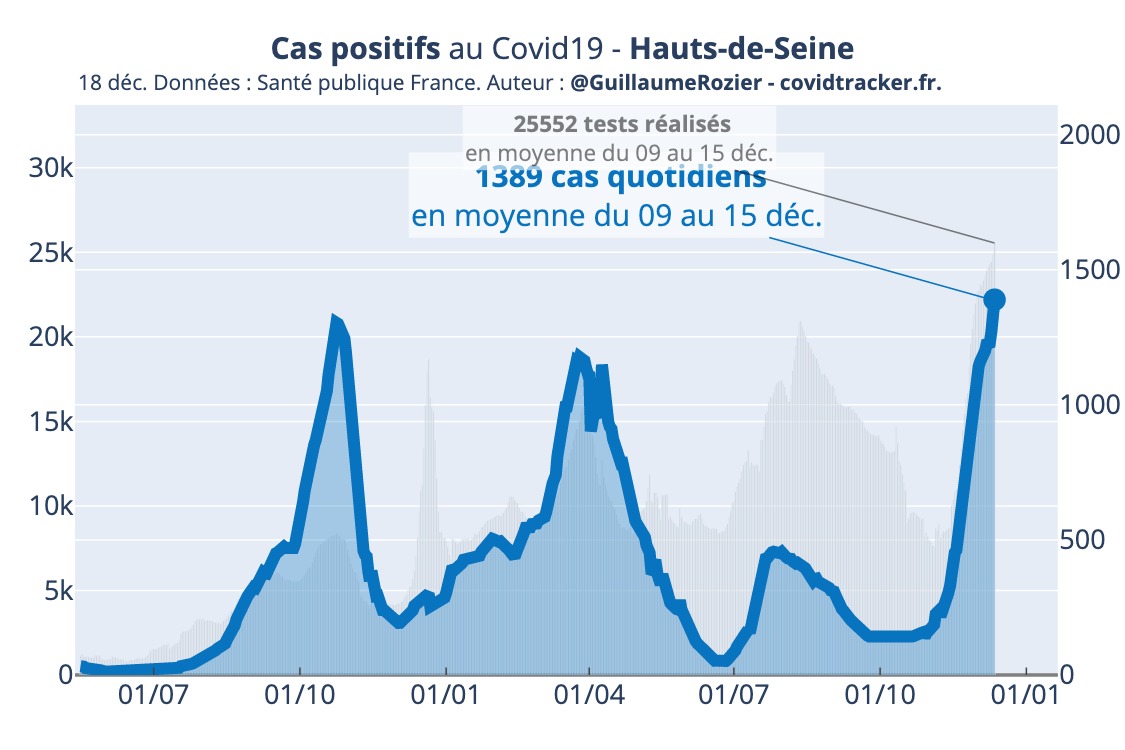 Cas positifs au Covid19 - Hauts-de-Seine
18 déc. Données : Santé publique France. Auteur : @GuillaumeRozier - covidtracker.fr.
25552 tests réalisés
en moyenne du 09 au 15 déc.
1389 cas quotidiens
en moyenne du 09 au 15 déc.
30k
25k
20k
15k
10k
5k
0
2000
1500
1000
500
0
01/07
01/10
01/01
01/04
01/07
01/10
01/01